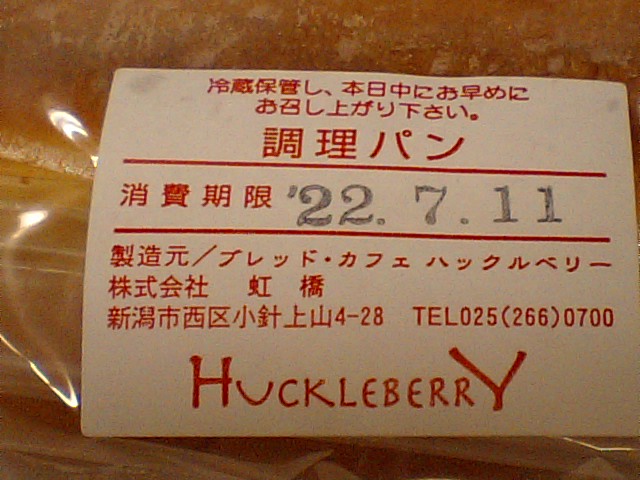 冷蔵保管し、本日中にお早めに
お召し上がり下さい。
調理パン
消費期限 '22.7.11
製造元／ブレッド・カフェ ハックルベリー
株式会社 虹橋
新潟市西区小針上山4-28 TEL025(266)0700
HUCKLEBERRY